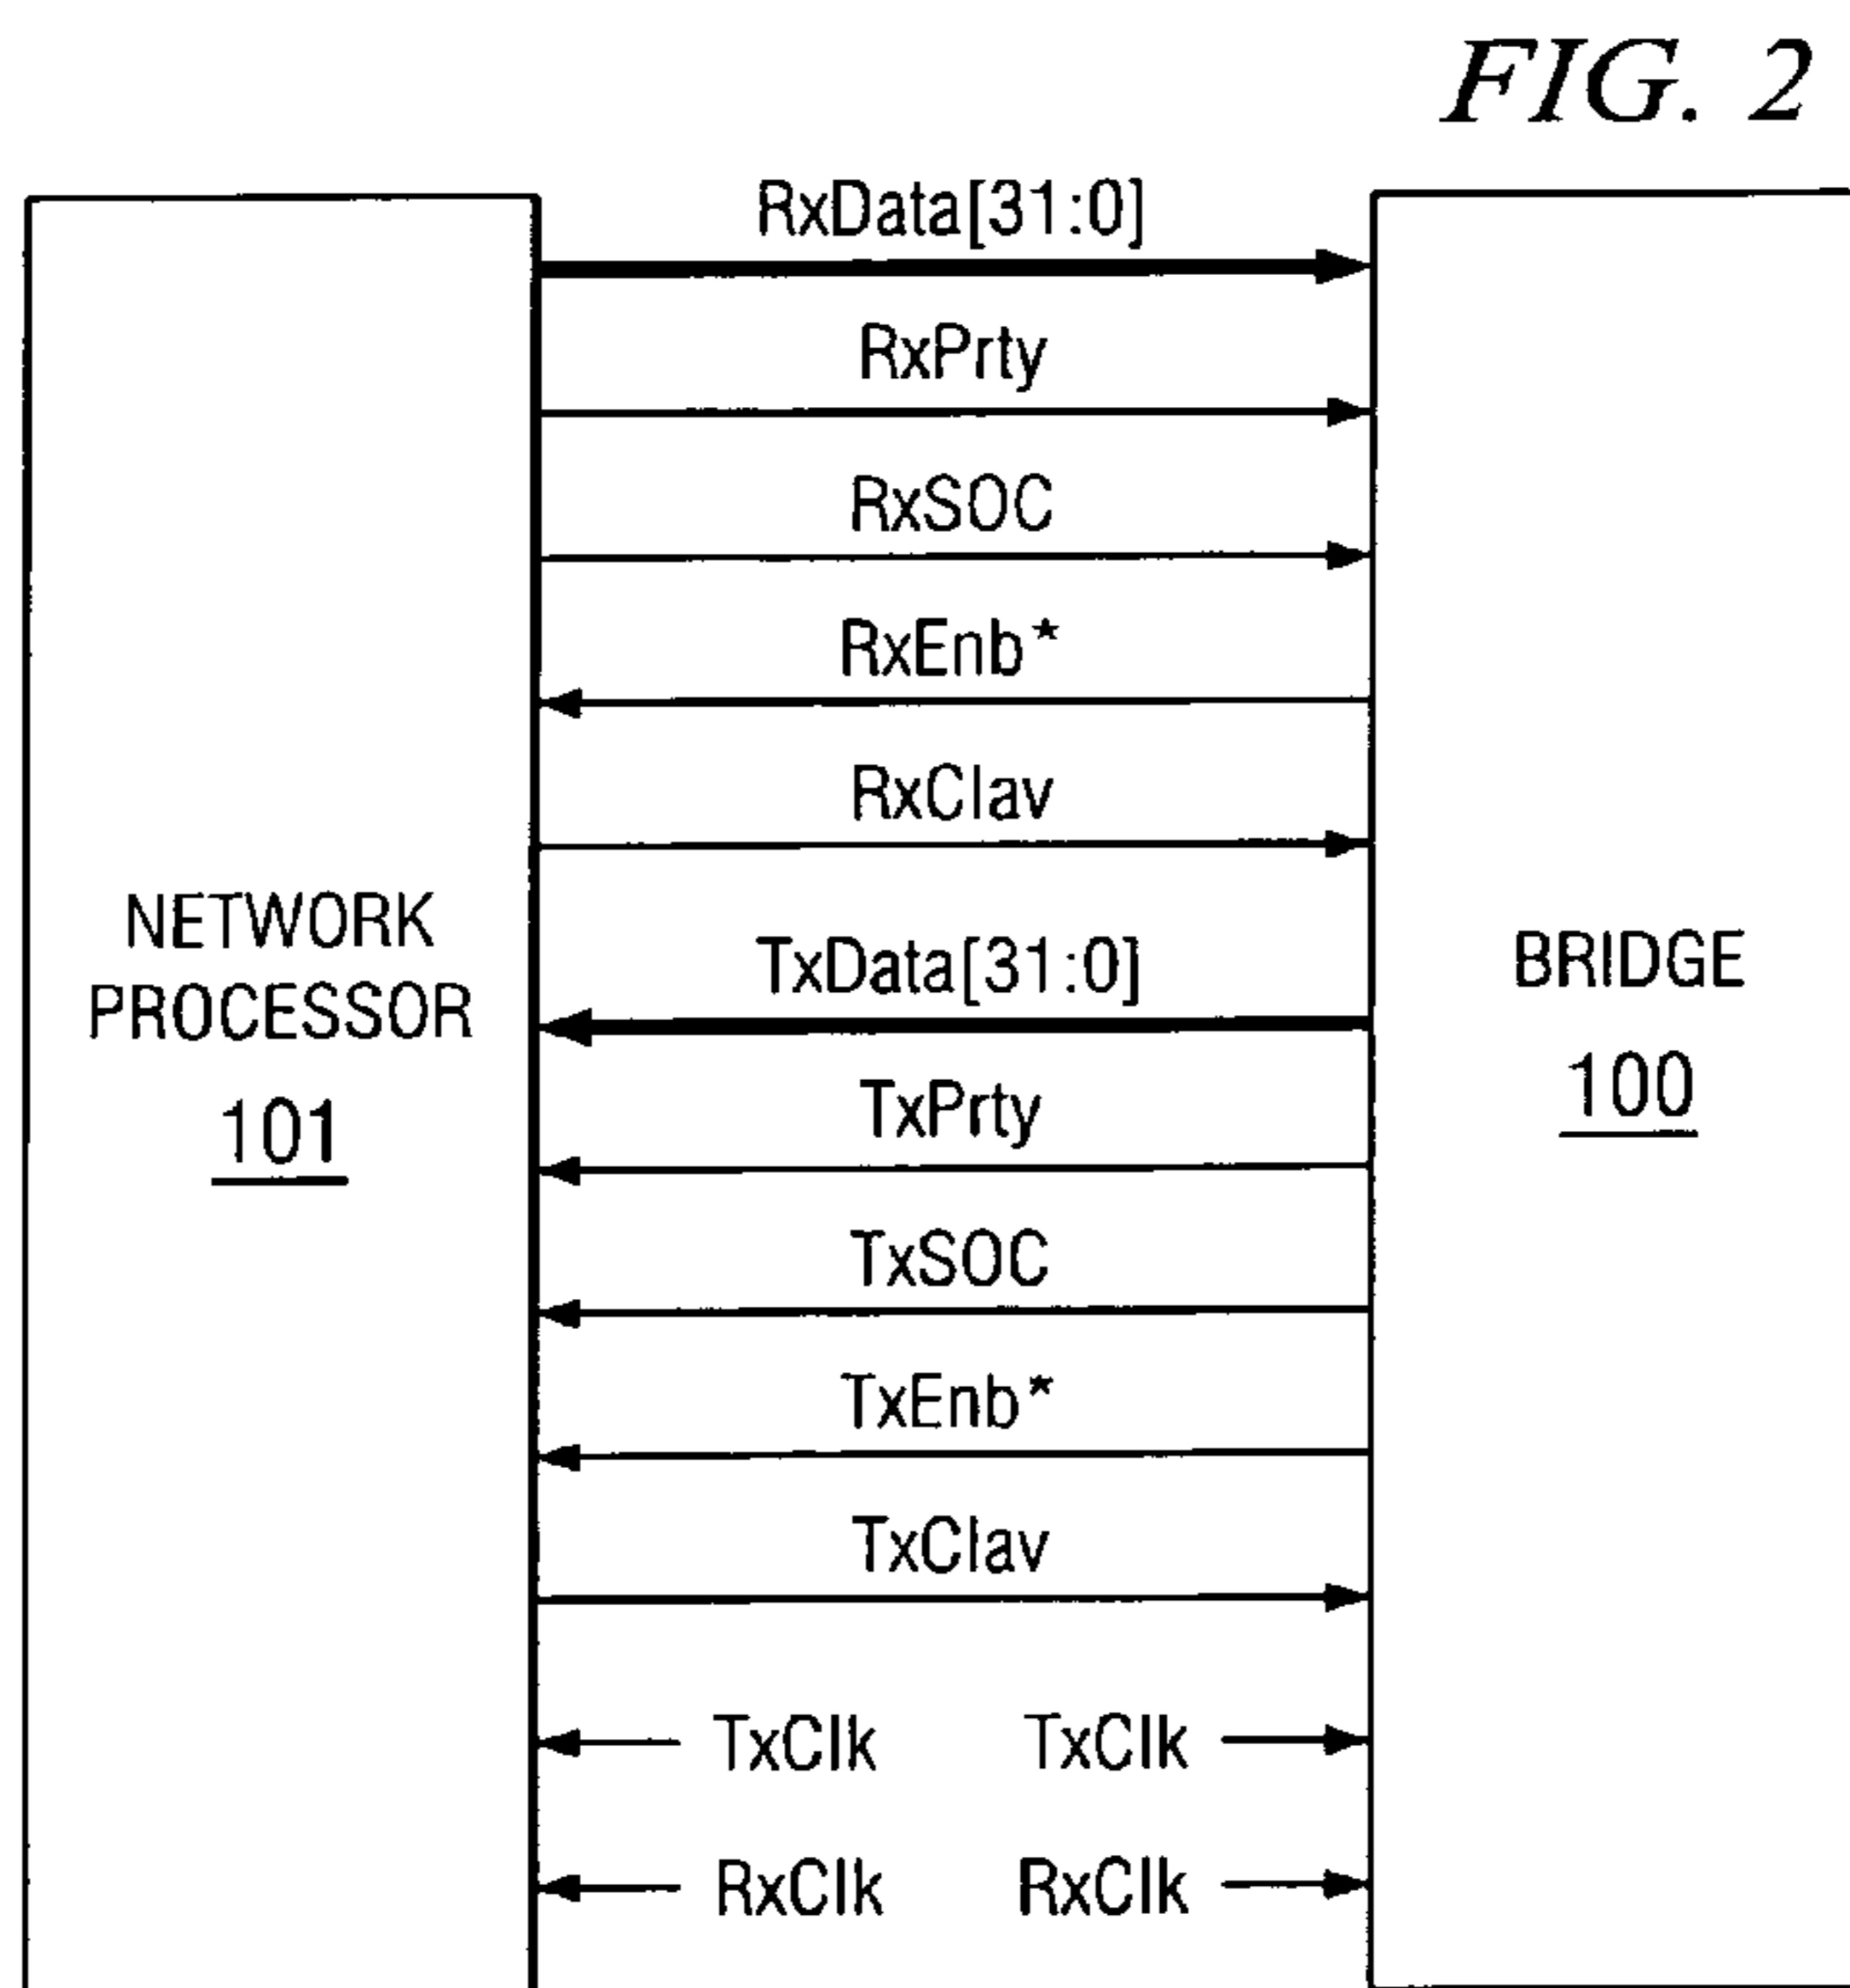 FIG. 2
RxData[31:0]
RxPrty
RxSOC
RxEnb*
RxClav
NETWORK
PROCESSOR
101
TxData[31:0]
BRIDGE
100
TxPrty
TxSOC
TxEnb*
TxClav
TxClk TxClk
RxClk RxClk